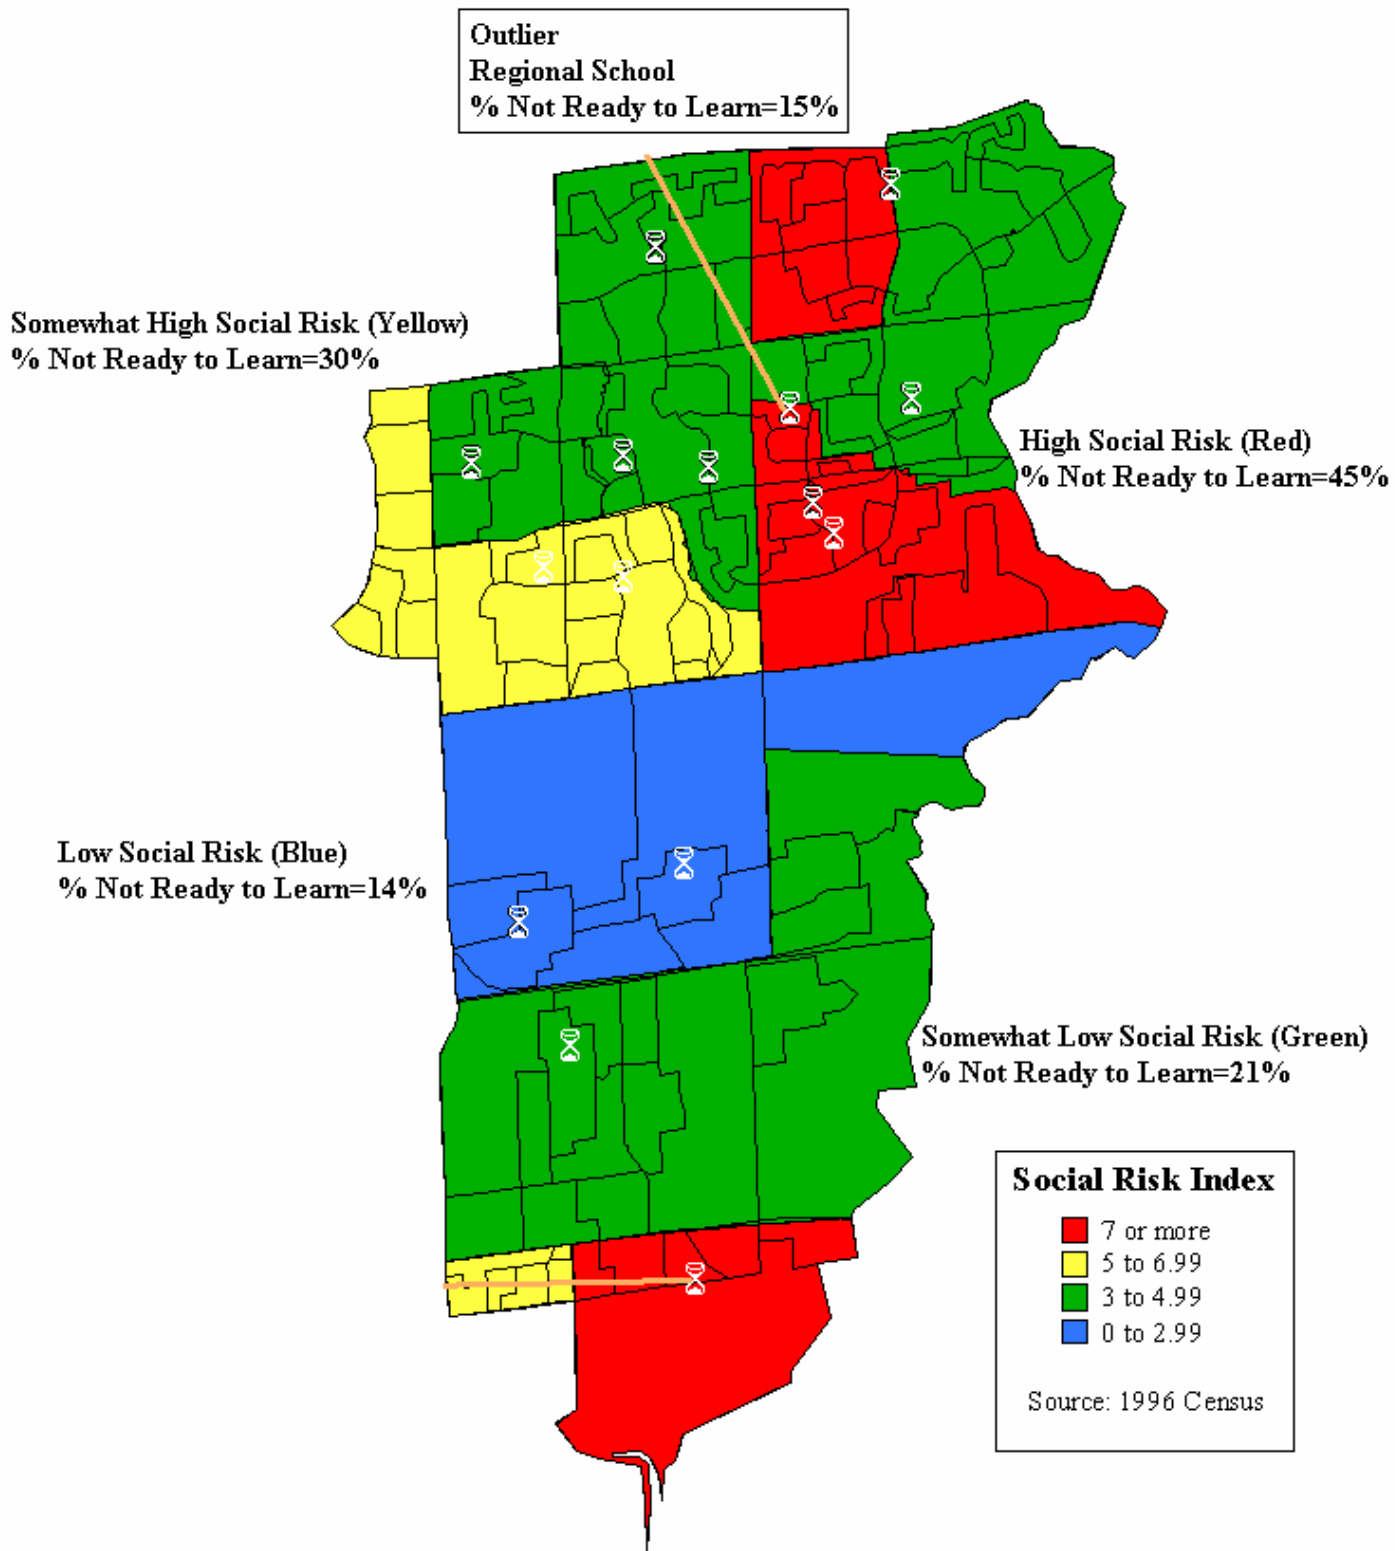 Outlier
Regional School
% Not Ready to Learn=15%
Somewhat High Social Risk (Yellow)
% Not Ready to Learn=30%
High Social Risk (Red)
% Not Ready to Learn=45%
Low Social Risk (Blue)
% Not Ready to Learn=14%
Somewhat Low Social Risk (Green)
% Not Ready to Learn=21%
Social Risk Index
7 or more
5 to 6.99
3 to 4.99
0 to 2.99
Source: 1996 Census